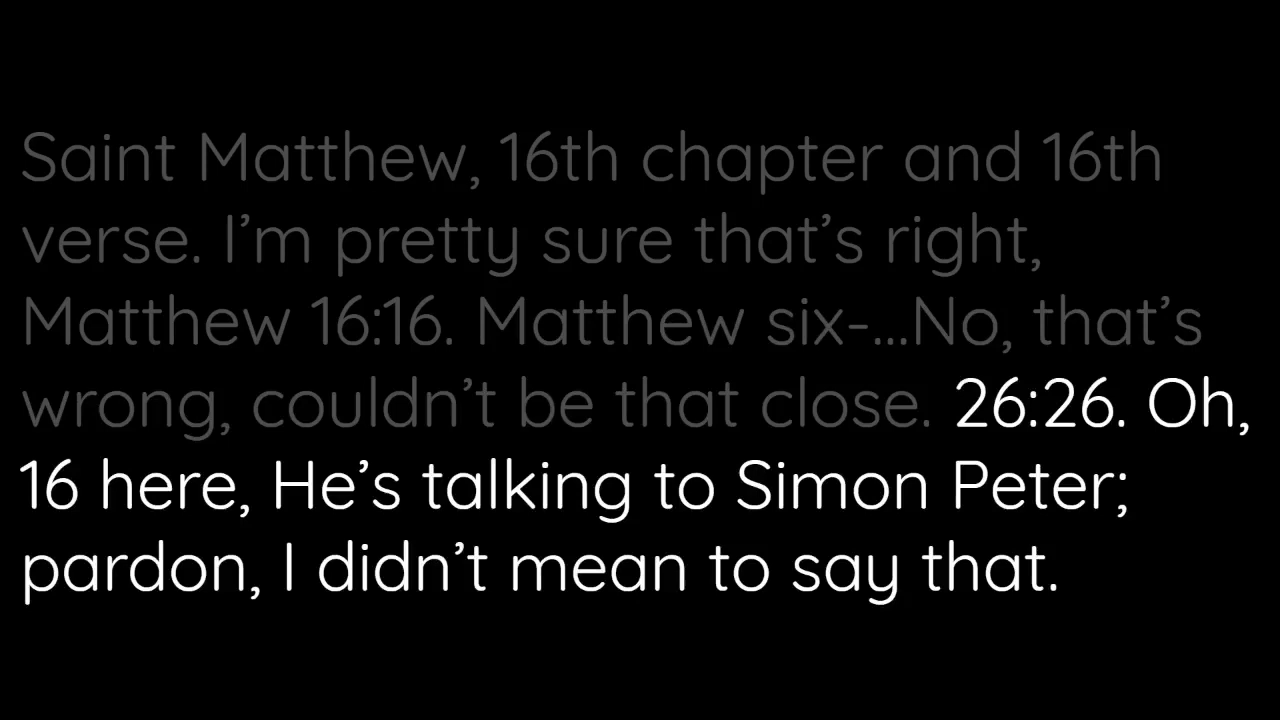 Saint Matthew, 16th chapter and 16th
verse. I’m pretty sure that’s right,
Matthew 16:16. Matthew six-...No, that’s
wrong, couldn’t be that close. 26:26. Oh,
16 here, He’s talking to Simon Peter;
pardon, I didn’t mean to say that.